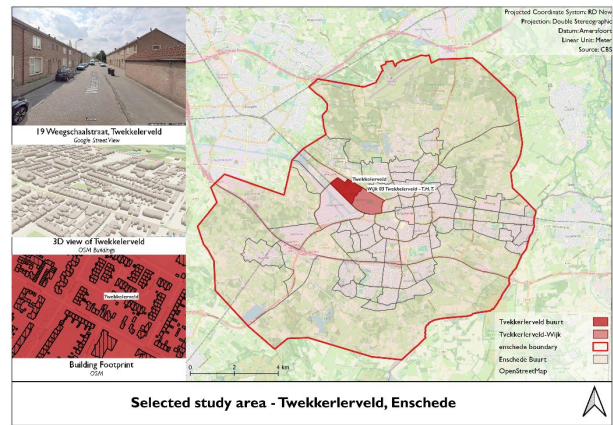 Projected Coordinate System: RD New
Projection: Double Stereographic
Datum: Amersfoort
Linear Unit: Meter
Source: CBS
19 Weegschaalstraat, Twekkelerveld
Google Street View
3D view of Twekkelerveld
OSM Buildings
Twekkelerveld
Building Footprint
OSM
Twekkelerveld
Wijk 03 Twekkelerveld - T.H.T.
0 2 4 km
Tvekkerlerveld buurt
Tvekkerlerveld-Wijk
enschede boundary
Enschede Buurt
OpenStreetMap
Selected study area - Twekkerlerveld, Enschede